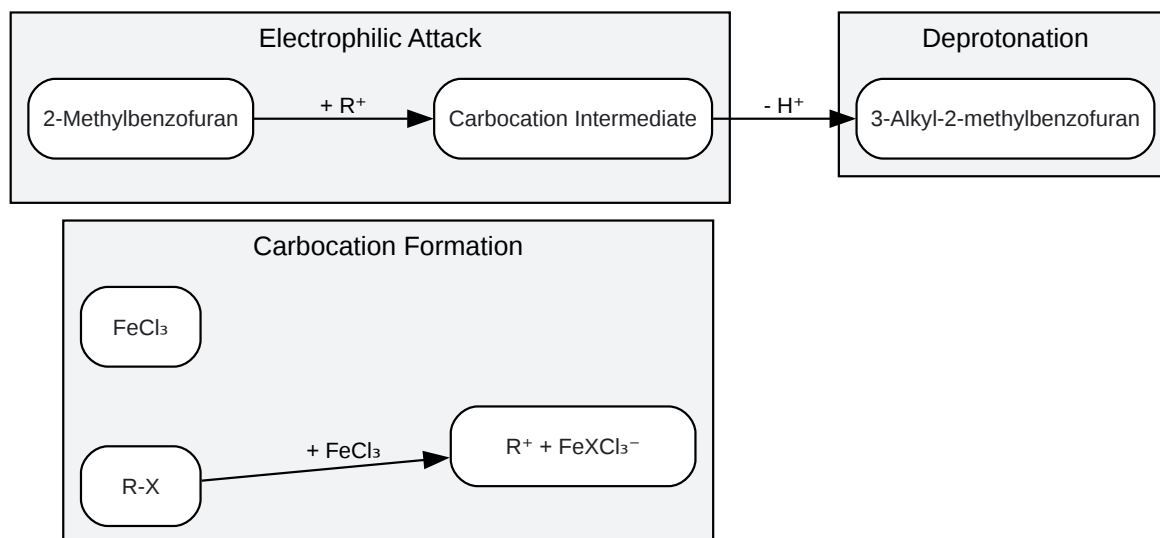 Electrophilic Attack
Deprotonation
2-Methylbenzofuran
+ R⁺
Carbocation Intermediate
- H⁺
3-Alkyl-2-methylbenzofuran
Carbocation Formation
FeCl₃
R-X
+ FeCl₃
R⁺ + FeXCl₃⁻